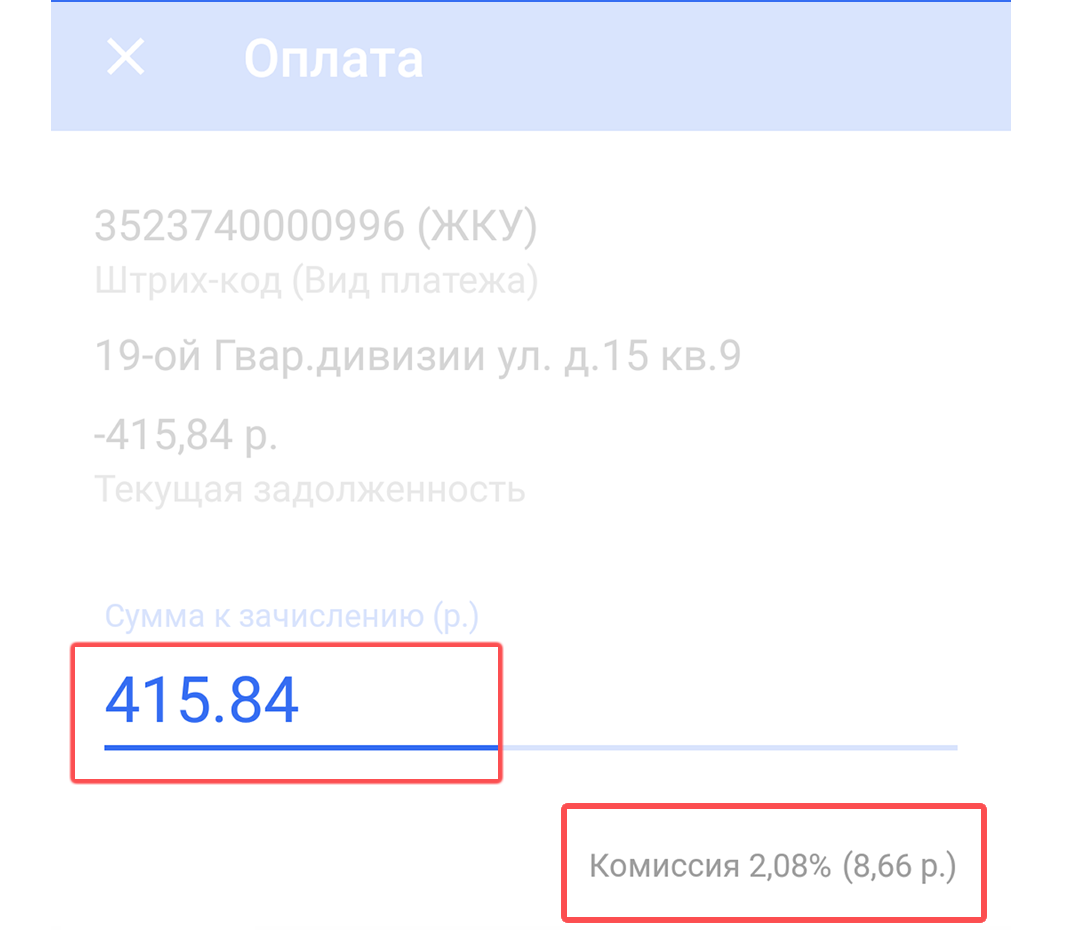 Оплата
3523740000996 (ЖКУ)
Штрих-код (Вид платежа)
19-ой Гвар.дивизии ул. д.15 кв.9
-415,84 р.
Текущая задолженность
Сумма к зачислению (р.)
415.84
Комиссия 2,08% (8,66 р.)